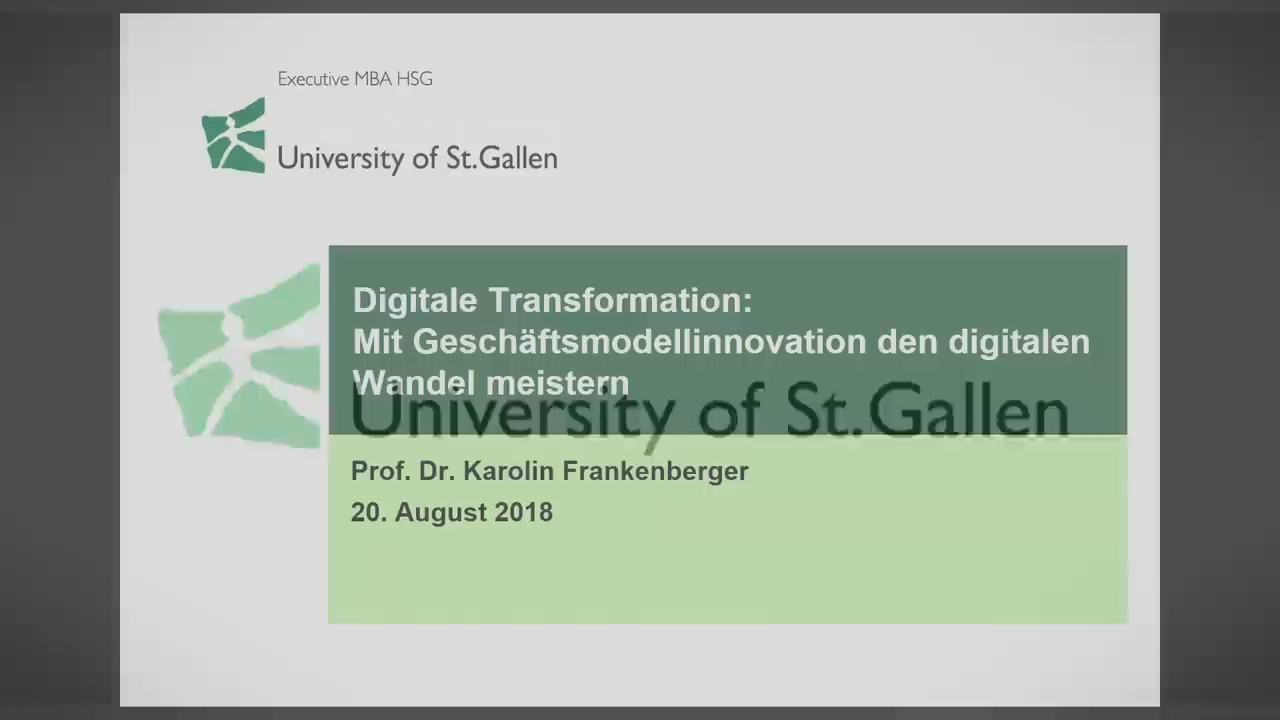 Executive MBA HSG
University of St.Gallen
Digitale Transformation:
Mit Geschäftsmodellinnovation den digitalen
Wandel meistern
University of St.Gallen
Prof. Dr. Karolin Frankenberger
20. August 2018